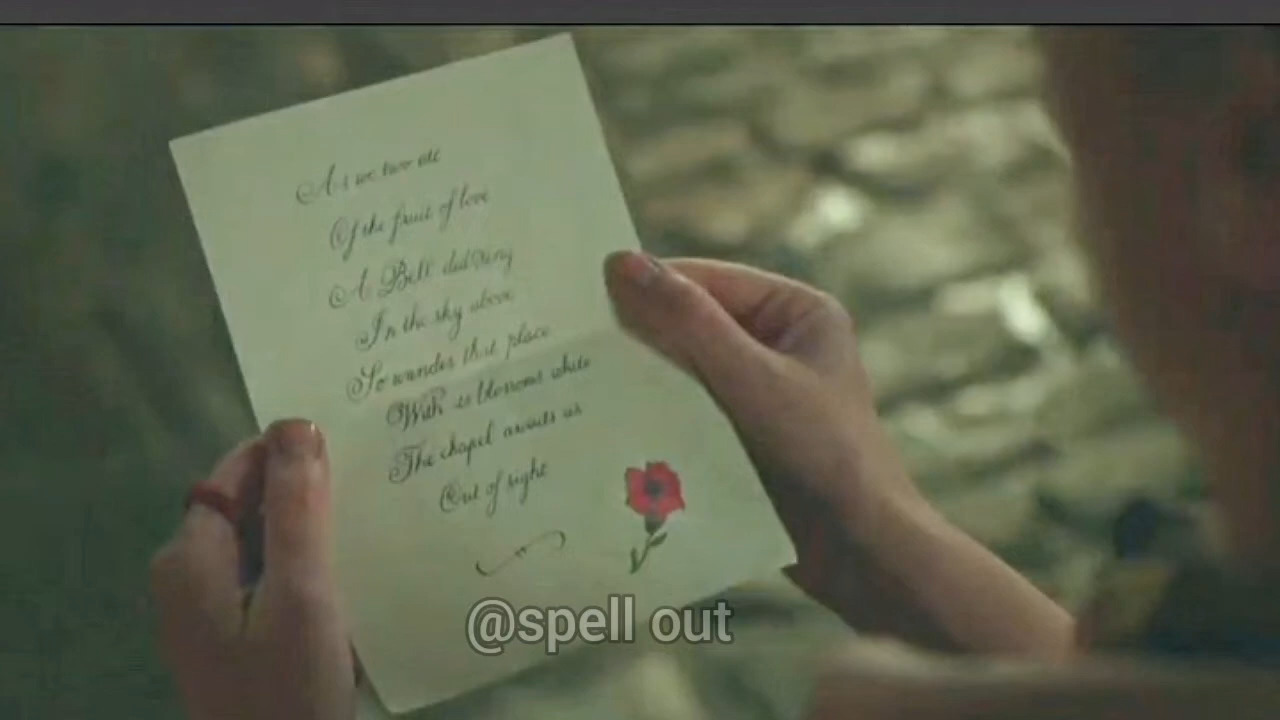 As we two ate
Of the fruit of love
A Bell did ring
In the sky above
So wander that place
With its blossoms white
The chapel awaits us
Out of sight
@spell out